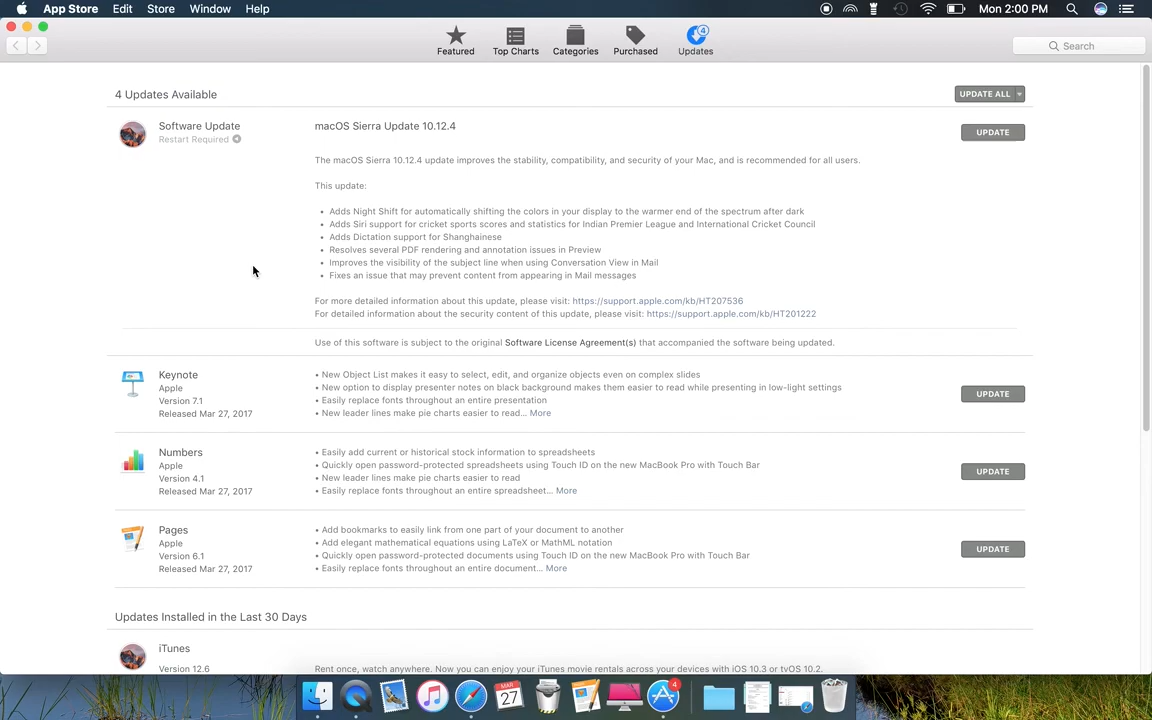 App Store Edit Store Window Help Mon 2:00 PM
Featured Top Charts Categories Purchased Updates Search
4
4 Updates Available UPDATE ALL
Software Update macOS Sierra Update 10.12.4 UPDATE
Restart Required
The macOS Sierra 10.12.4 update improves the stability, compatibility, and security of your Mac, and is recommended for all users.
This update:
• Adds Night Shift for automatically shifting the colors in your display to the warmer end of the spectrum after dark
• Adds Siri support for cricket sports scores and statistics for Indian Premier League and International Cricket Council
• Adds Dictation support for Shanghainese
• Resolves several PDF rendering and annotation issues in Preview
• Improves the visibility of the subject line when using Conversation View in Mail
• Fixes an issue that may prevent content from appearing in Mail messages
For more detailed information about this update, please visit: https://support.apple.com/kb/HT207536
For detailed information about the security content of this update, please visit: https://support.apple.com/kb/HT201222
Use of this software is subject to the original Software License Agreement(s) that accompanied the software being updated.
Keynote
Apple
Version 7.1
Released Mar 27, 2017
• New Object List makes it easy to select, edit, and organize objects even on complex slides
• New option to display presenter notes on black background makes them easier to read while presenting in low-light settings
• Easily replace fonts throughout an entire presentation
• New leader lines make pie charts easier to read... More
UPDATE
Numbers
Apple
Version 4.1
Released Mar 27, 2017
• Easily add current or historical stock information to spreadsheets
• Quickly open password-protected spreadsheets using Touch ID on the new MacBook Pro with Touch Bar
• New leader lines make pie charts easier to read
• Easily replace fonts throughout an entire spreadsheet... More
UPDATE
Pages
Apple
Version 6.1
Released Mar 27, 2017
• Add bookmarks to easily link from one part of your document to another
• Add elegant mathematical equations using LaTeX or MathML notation
• Quickly open password-protected documents using Touch ID on the new MacBook Pro with Touch Bar
• Easily replace fonts throughout an entire document... More
UPDATE
Updates Installed in the Last 30 Days
iTunes
Version 12.6 Rent once, watch anywhere. Now you can enjoy your iTunes movie rentals across your devices with iOS 10.3 or tvOS 10.2.
MAR
27
4